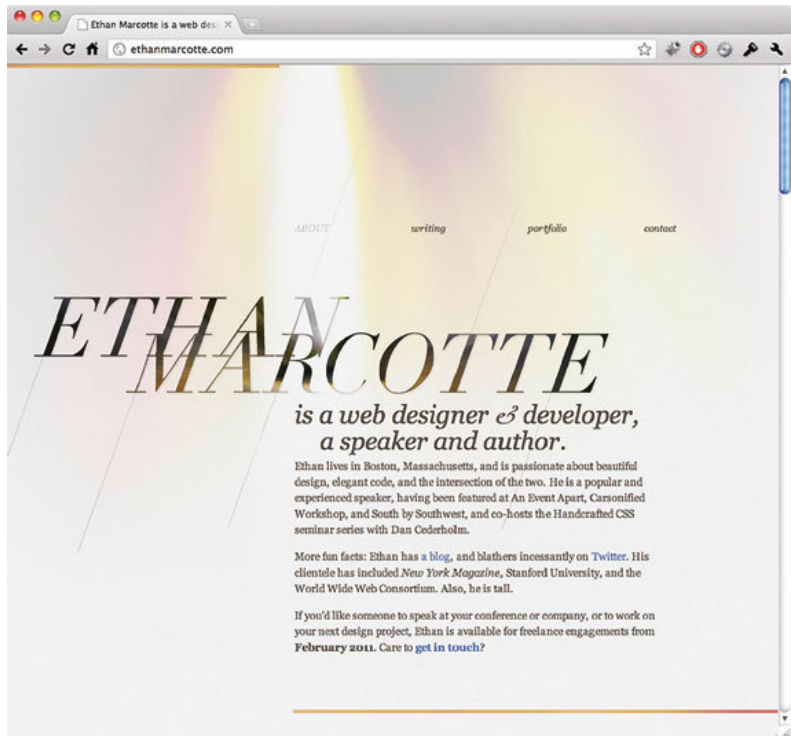 Ethan Marcotte is a web des
ethanmarcotte.com
ABOUT writing portfolio contact
ETHAN
MARCOTTE
is a web designer & developer,
a speaker and author.
Ethan lives in Boston, Massachusetts, and is passionate about beautiful
design, elegant code, and the intersection of the two. He is a popular and
experienced speaker, having been featured at An Event Apart, Carsonified
Workshop, and South by Southwest, and co-hosts the Handcrafted CSS
seminar series with Dan Cederholm.
More fun facts: Ethan has a blog, and blathers incessantly on Twitter. His
clientele has included New York Magazine, Stanford University, and the
World Wide Web Consortium. Also, he is tall.
If you'd like someone to speak at your conference or company, or to work on
your next design project, Ethan is available for freelance engagements from
February 2011. Care to get in touch?